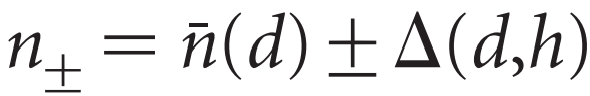 n± = n̄(d) ± Δ(d,h)